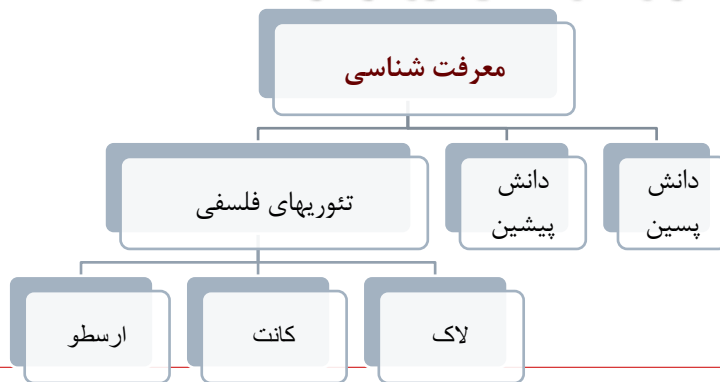 معرفت شناسی
دانش
پسین
دانش
پیشین
تئوریهای فلسفی
لاک
کانت
ارسطو